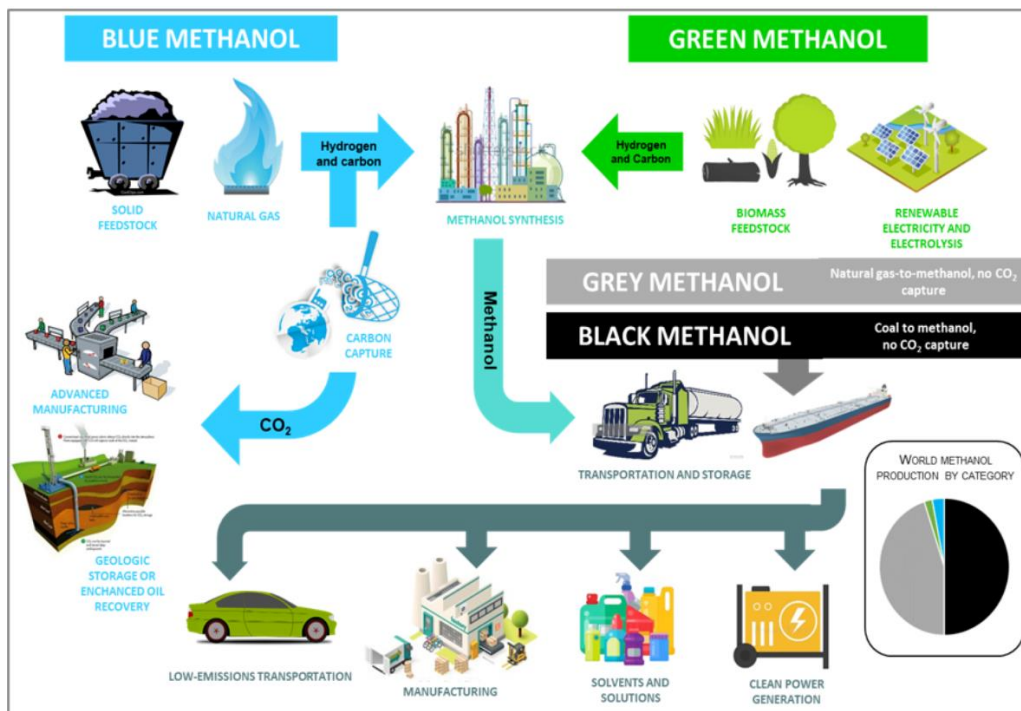 BLUE METHANOL
GREEN METHANOL
Hydrogen
and carbon
Hydrogen
and Carbon
SOLID
FEEDSTOCK
NATURAL GAS
METHANOL SYNTHESIS
BIOMASS
FEEDSTOCK
RENEWABLE
ELECTRICITY AND
ELECTROLYSIS
GREY METHANOL
Natural gas-to-methanol, no CO₂
capture
BLACK METHANOL
Coal to methanol,
no CO₂ capture
Methanol
CARBON
CAPTURE
ADVANCED
MANUFACTURING
CO₂
TRANSPORTATION AND STORAGE
WORLD METHANOL
PRODUCTION BY CATEGORY
GEOLOGIC
STORAGE OR
ENCHANCED OIL
RECOVERY
LOW-EMISSIONS TRANSPORTATION
MANUFACTURING
SOLVENTS AND
SOLUTIONS
CLEAN POWER
GENERATION